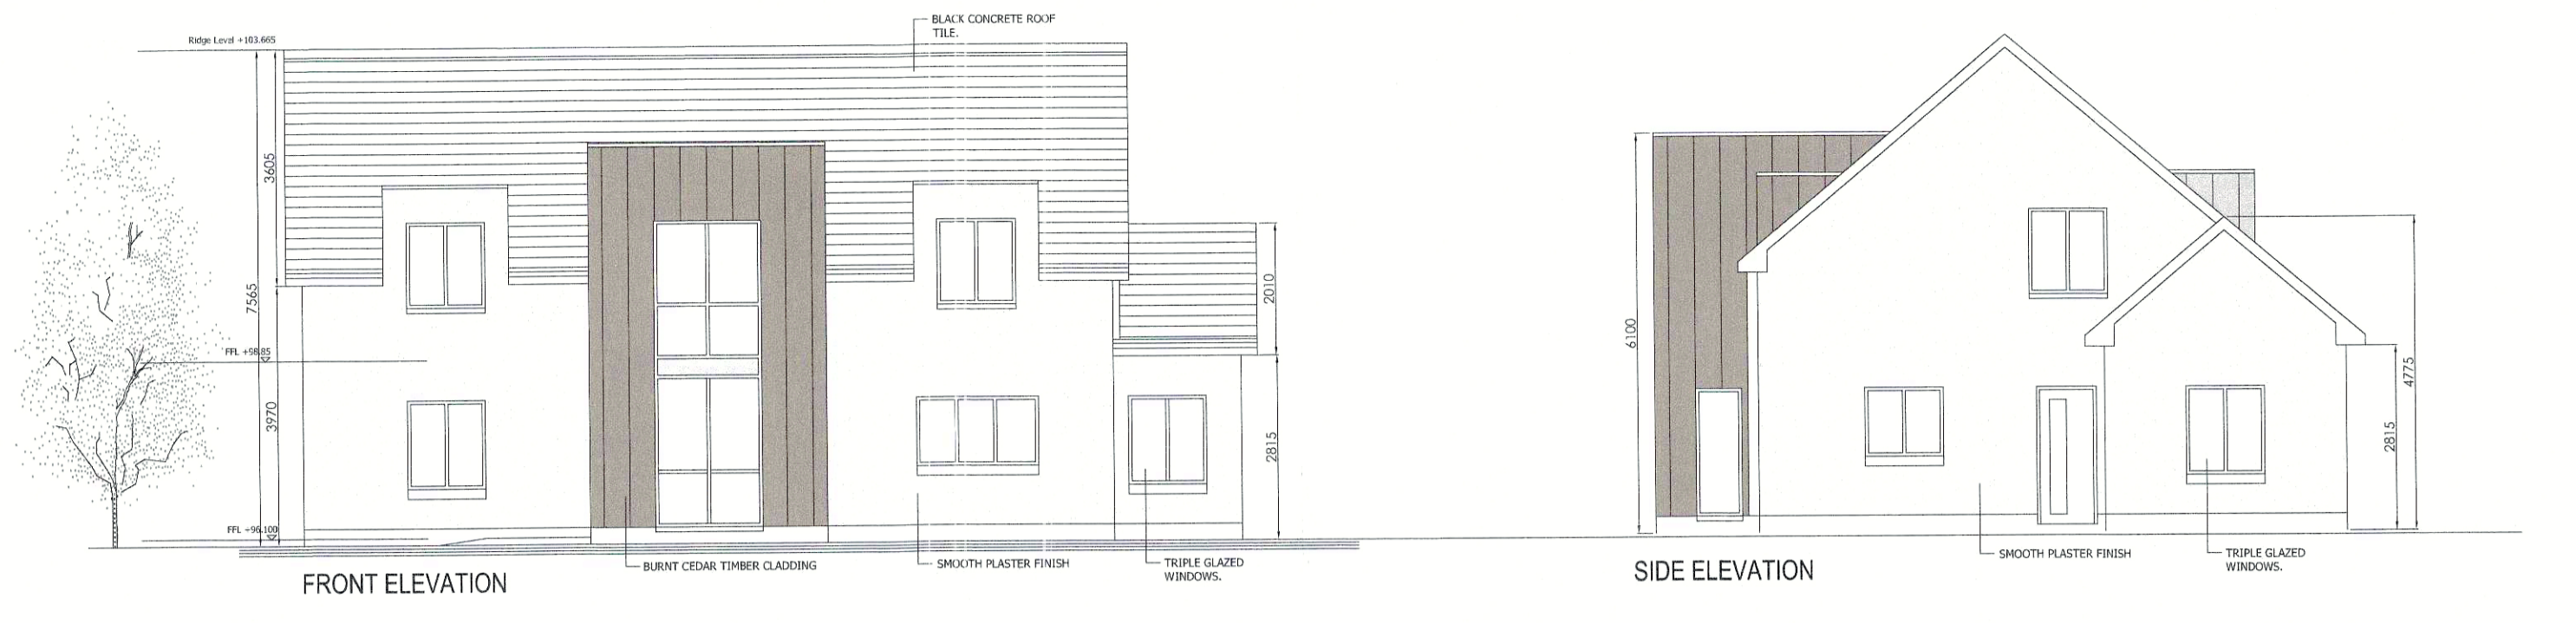 BLACK CONCRETE ROOF
TILE.
Ridge Level +103.665
3605
7565
FFL +98.85
3970
FFL +96.100
2010
2815
BURNT CEDAR TIMBER CLADDING
SMOOTH PLASTER FINISH
TRIPLE GLAZED
WINDOWS.
FRONT ELEVATION
6100
4775
2815
SMOOTH PLASTER FINISH
TRIPLE GLAZED
WINDOWS.
SIDE ELEVATION